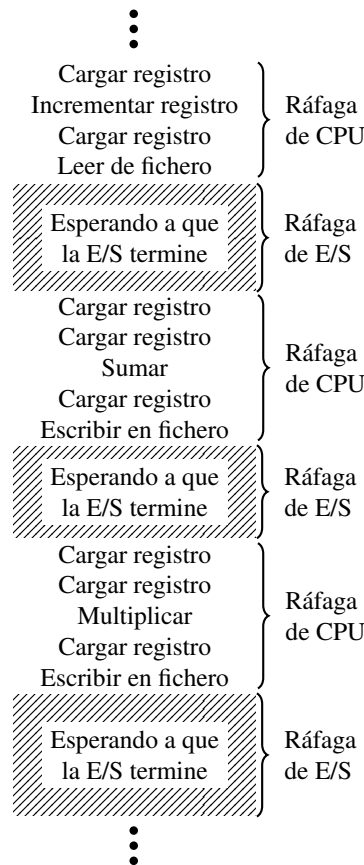 Cargar registro
Incrementar registro
Cargar registro
Leer de fichero
Ráfaga
de CPU
Esperando a que
la E/S termine
Ráfaga
de E/S
Cargar registro
Cargar registro
Sumar
Cargar registro
Escribir en fichero
Ráfaga
de CPU
Esperando a que
la E/S termine
Ráfaga
de E/S
Cargar registro
Cargar registro
Multiplicar
Cargar registro
Escribir en fichero
Ráfaga
de CPU
Esperando a que
la E/S termine
Ráfaga
de E/S